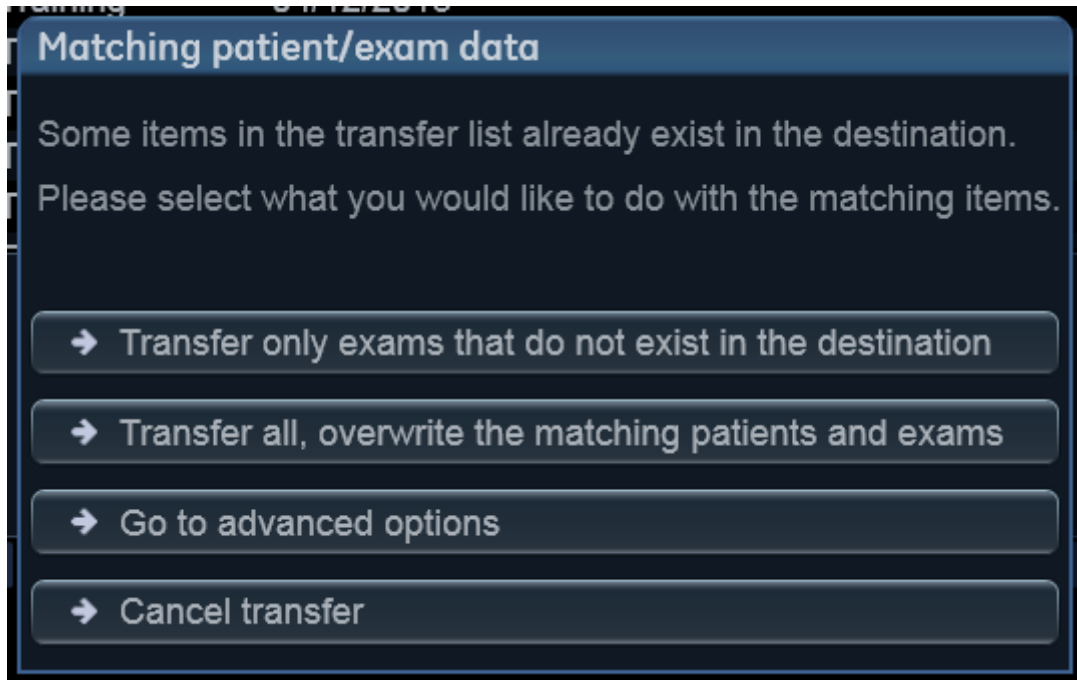 Matching patient/exam data
Some items in the transfer list already exist in the destination.
Please select what you would like to do with the matching items.
Transfer only exams that do not exist in the destination
Transfer all, overwrite the matching patients and exams
Go to advanced options
Cancel transfer